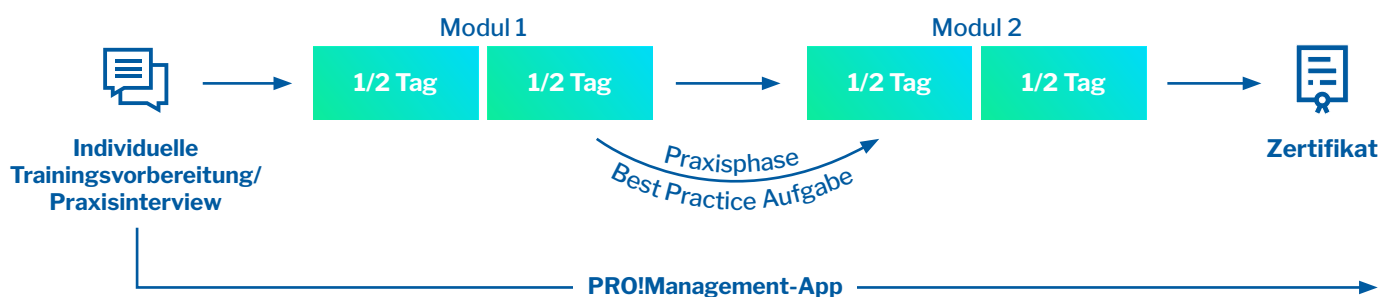 Modul 1
Modul 2
1/2 Tag
1/2 Tag
1/2 Tag
1/2 Tag
Individuelle
Trainingsvorbereitung/
Praxisinterview
Praxisphase
Best Practice Aufgabe
Zertifikat
PRO!Management-App